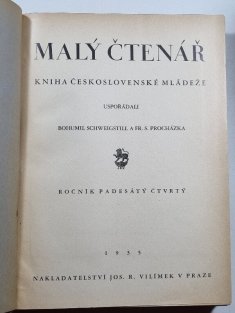 MALÝ ČTENÁŘ
KNIHA ČESKOSLOVENSKÉ MLÁDEŽE
USPOŘÁDALI
BOHUMIL SCHWEIGSTILL A FR. S. PROCHÁZKA
ROČNÍK PADESÁTÝ ČTVRTÝ
1935
NAKLADATELSTVÍ JOS. R. VILÍMEK V PRAZE